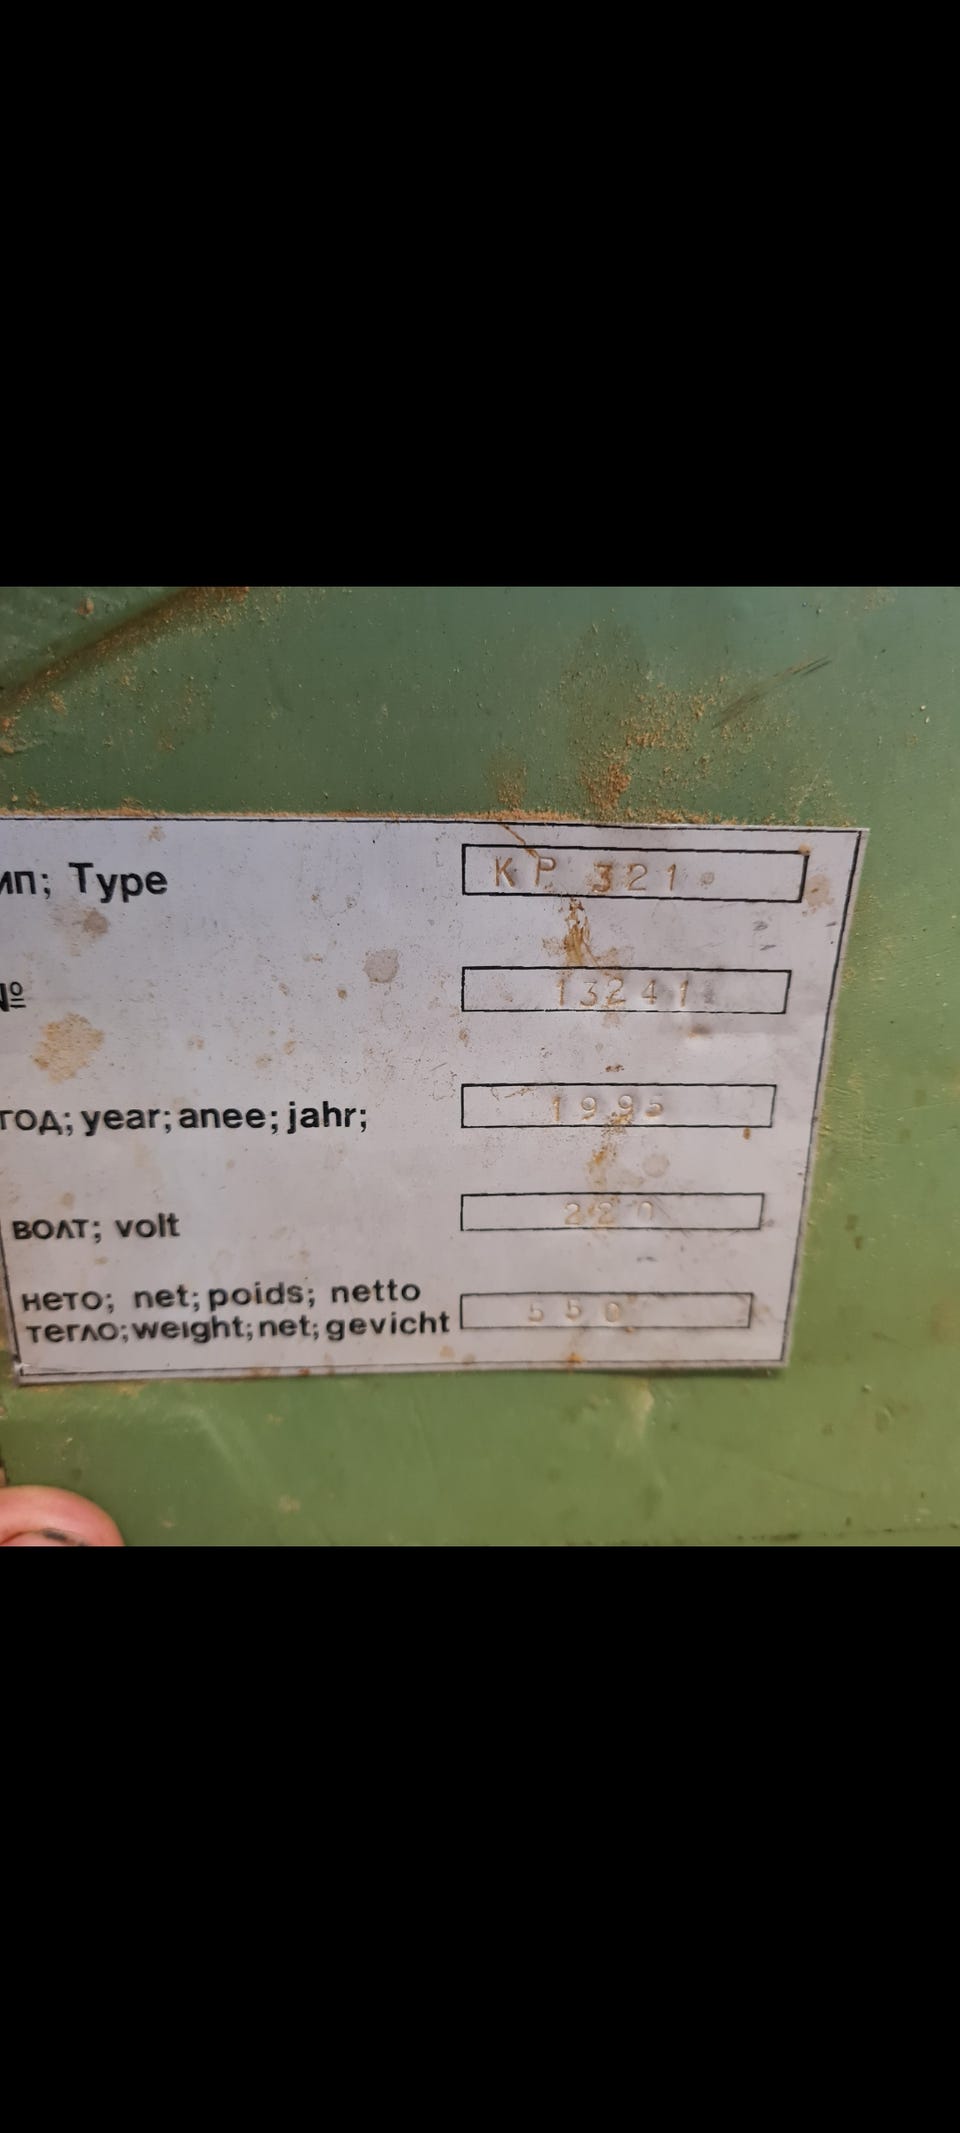 ип; Type KP 321
№ 13241
год; year; anee; jahr; 1995
волт; volt 220
нето; net; poids; netto
тегло; weight; net; gevicht 550